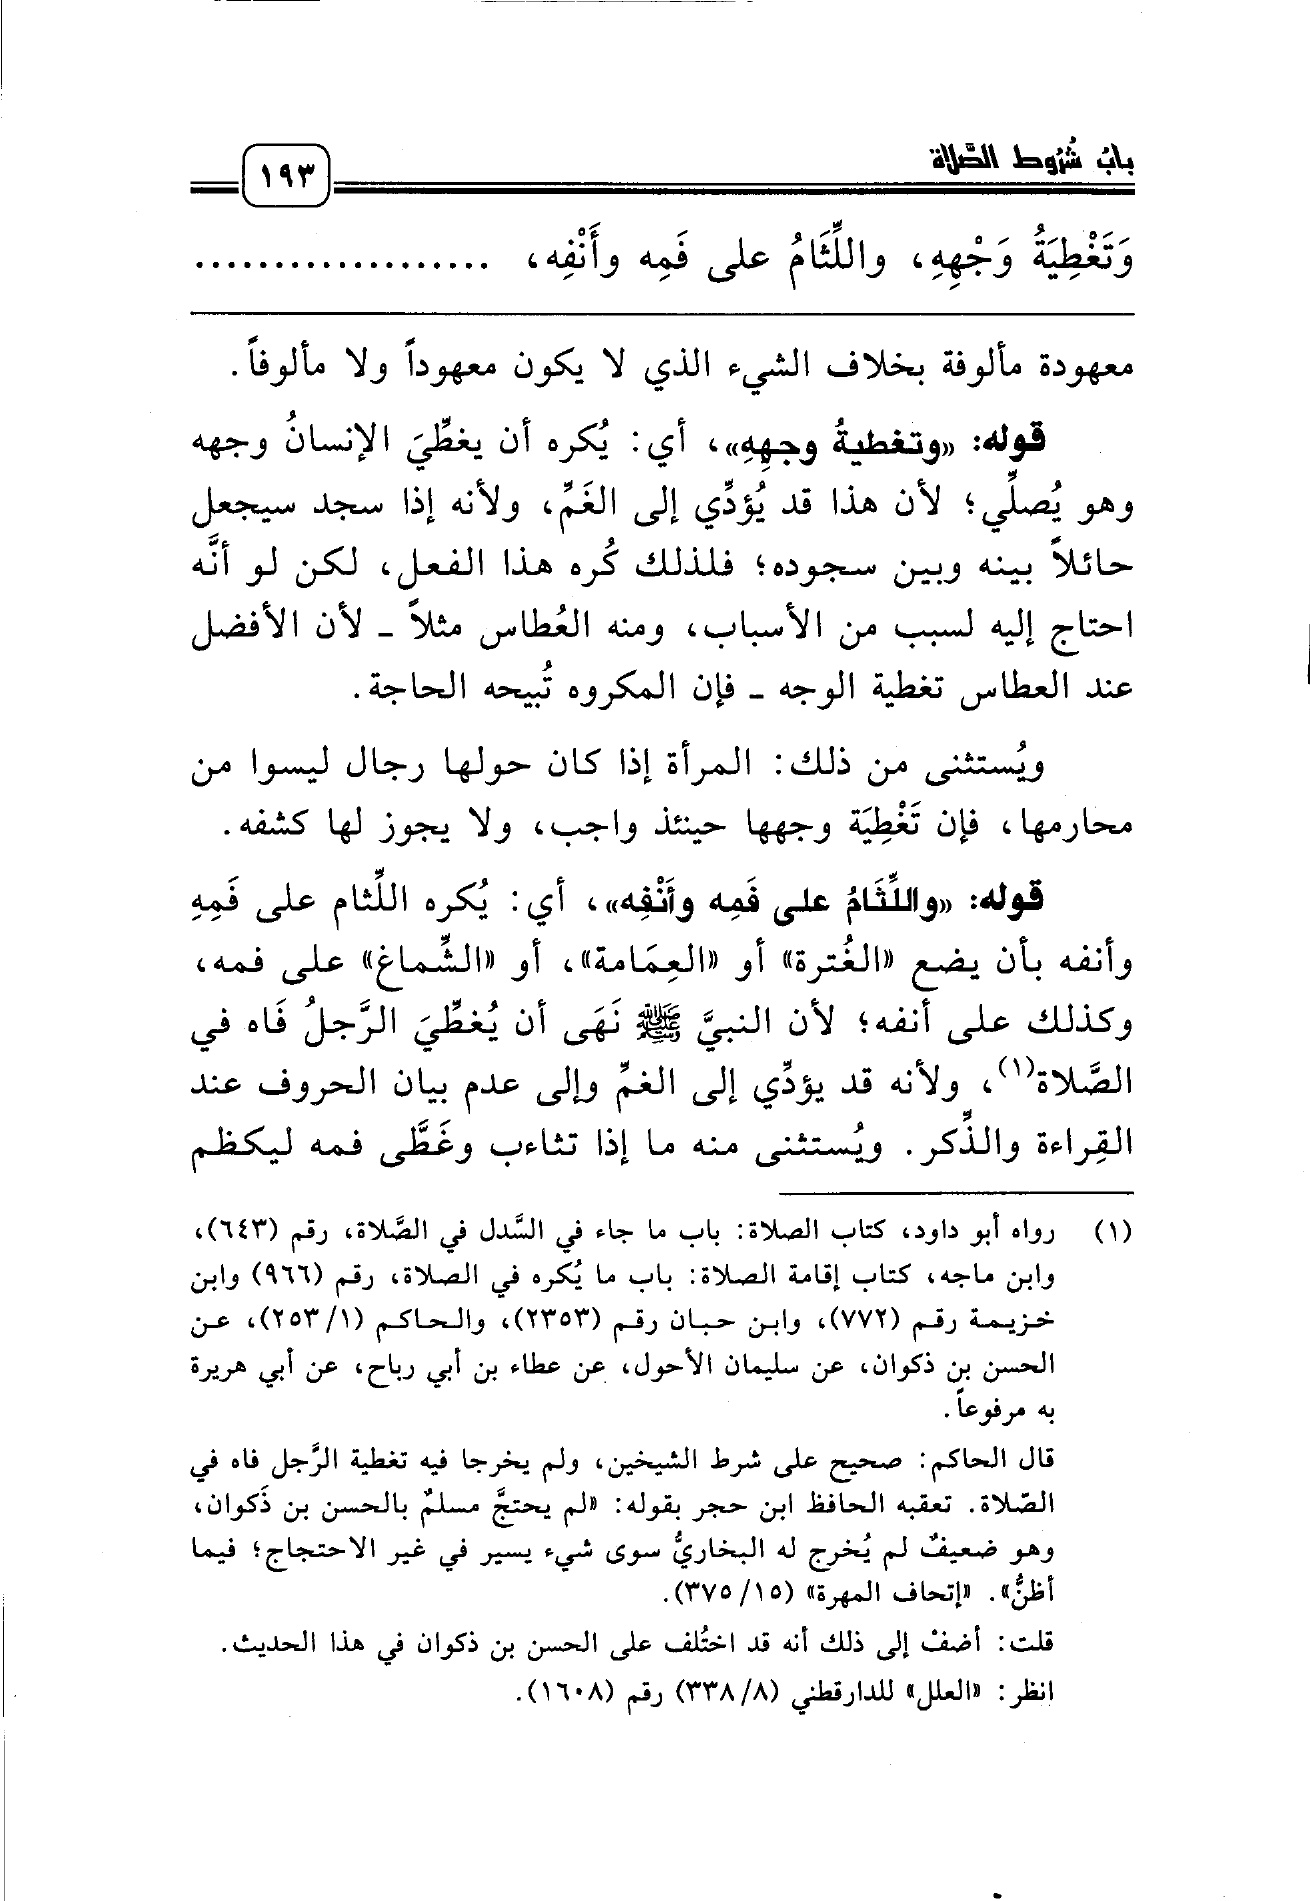 بابُ شُرُوط الصَّلاة
١٩٣
وَتَغْطِيَةُ وَجْهِهِ، واللِّثَامُ على فَمِه وأَنْفِه، ...................
معهودة مألوفة بخلاف الشيء الذي لا يكون معهوداً ولا مألوفاً.
قوله: «وتغطيةُ وجهِهِ»، أي: يُكره أن يغطِّيَ الإنسانُ وجهه
وهو يُصلِّي؛ لأن هذا قد يُؤدِّي إلى الغَمِّ، ولأنه إذا سجد سيجعل
حائلاً بينه وبين سجوده؛ فلذلك كُره هذا الفعل، لكن لو أنَّه
احتاج إليه لسبب من الأسباب، ومنه العُطاس مثلاً ـ لأن الأفضل
عند العطاس تغطية الوجه ـ فإن المكروه تُبيحه الحاجة.
ويُستثنى من ذلك: المرأة إذا كان حولها رجال ليسوا من
محارمها، فإن تَغْطِيَة وجهها حينئذ واجب، ولا يجوز لها كشفه.
قوله: «واللِّثَامُ على فَمِه وأَنْفِه»، أي: يُكره اللِّثام على فَمِهِ
وأنفه بأن يضع «الغُترة» أو «العِمَامة»، أو «الشِّماغ» على فمه،
وكذلك على أنفه؛ لأن النبيَّ ﷺ نَهَى أن يُغطِّيَ الرَّجلُ فَاه في
الصَّلاة(١)، ولأنه قد يؤدِّي إلى الغمِّ وإلى عدم بيان الحروف عند
القِراءة والذِّكر. ويُستثنى منه ما إذا تثاءب وغَطَّى فمه ليكظم
(١) رواه أبو داود، كتاب الصلاة: باب ما جاء في السَّدل في الصَّلاة، رقم (٦٤٣)،
وابن ماجه، كتاب إقامة الصلاة: باب ما يُكره في الصلاة، رقم (٩٦٦) وابن
خزيمة رقم (٧٧٢)، وابن حبان رقم (٢٣٥٣)، والحاكم (٢٥٣/١)، عن
الحسن بن ذكوان، عن سليمان الأحول، عن عطاء بن أبي رباح، عن أبي هريرة
به مرفوعاً.
قال الحاكم: صحيح على شرط الشيخين، ولم يخرجا فيه تغطية الرَّجل فاه في
الصّلاة. تعقبه الحافظ ابن حجر بقوله: «لم يحتجَّ مسلمٌ بالحسن بن ذَكوان،
وهو ضعيفٌ لم يُخرج له البخاريُّ سوى شيء يسير في غير الاحتجاج؛ فيما
أظنُّ». «إتحاف المهرة» (٣٧٥/١٥).
قلت: أضفْ إلى ذلك أنه قد اختُلف على الحسن بن ذكوان في هذا الحديث.
انظر: «العلل» للدارقطني (٣٣٨/٨) رقم (١٦٠٨).